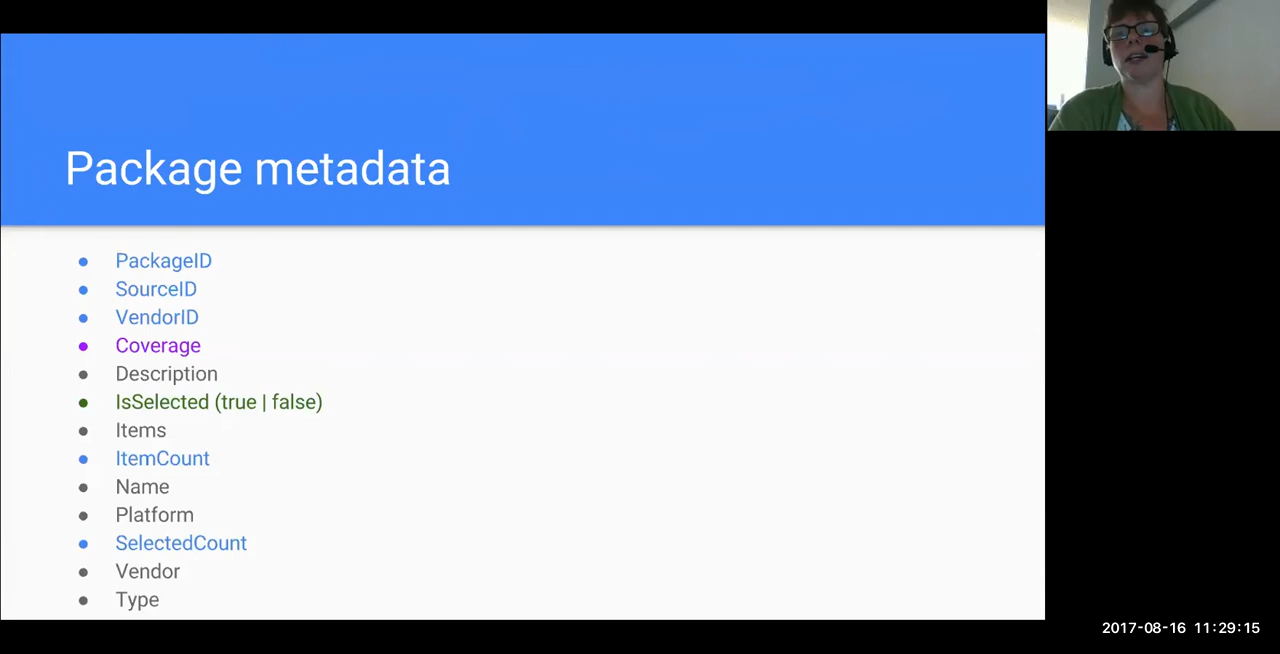 Package metadata
PackageID
SourceID
VendorID
Coverage
Description
IsSelected (true | false)
Items
ItemCount
Name
Platform
SelectedCount
Vendor
Type
2017-08-16 11:29:15